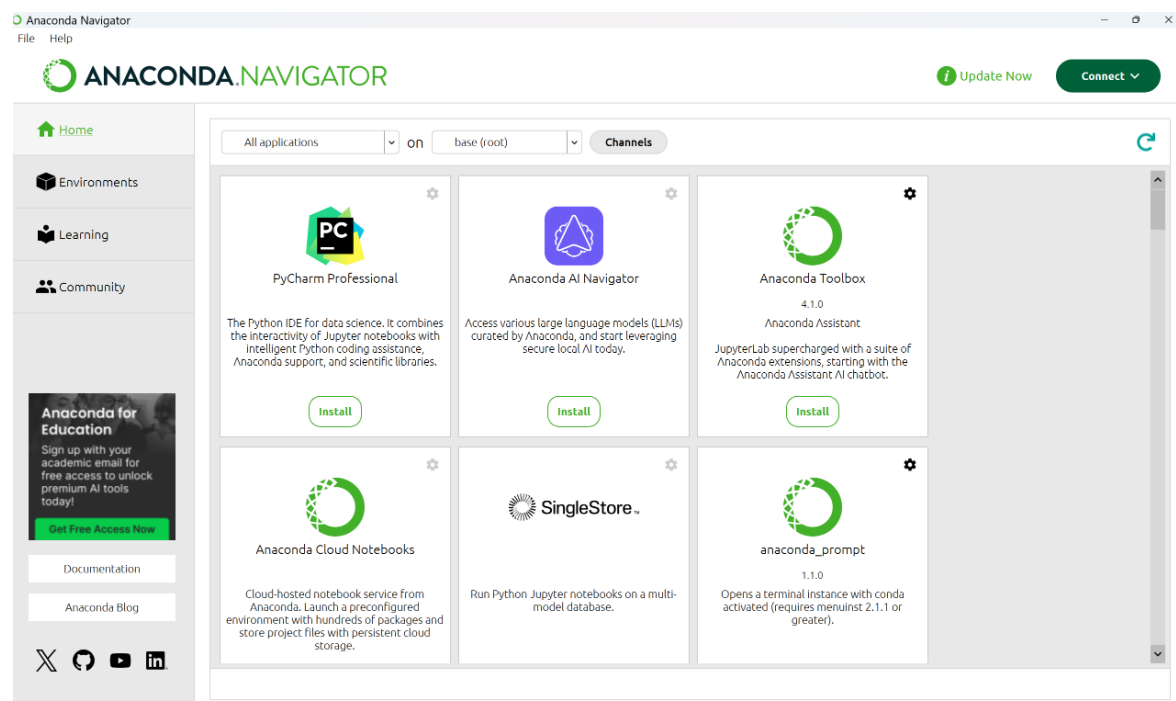 Anaconda Navigator
File Help
ANACONDA.NAVIGATOR
i Update Now
Connect
Home
Environments
Learning
Community
Anaconda for
Education
Sign up with your
academic email for
free access to unlock
premium AI tools
today!
Get Free Access Now
Documentation
Anaconda Blog
in
All applications
on
base (root)
Channels
PC
PyCharm Professional
The Python IDE for data science. It combines
the interactivity of Jupyter notebooks with
intelligent Python coding assistance,
Anaconda support, and scientific libraries.
Install
Anaconda AI Navigator
Access various large language models (LLMs)
curated by Anaconda, and start leveraging
secure local AI today.
Install
Anaconda Toolbox
4.1.0
Anaconda Assistant
JupyterLab supercharged with a suite of
Anaconda extensions, starting with the
Anaconda Assistant AI chatbot.
Install
Anaconda Cloud Notebooks
Cloud-hosted notebook service from
Anaconda. Launch a preconfigured
environment with hundreds of packages and
store project files with persistent cloud
storage.
SingleStore
Run Python Jupyter notebooks on a multi-
model database.
anaconda_prompt
1.1.0
Opens a terminal instance with conda
activated (requires menuinst 2.1.1 or
greater).